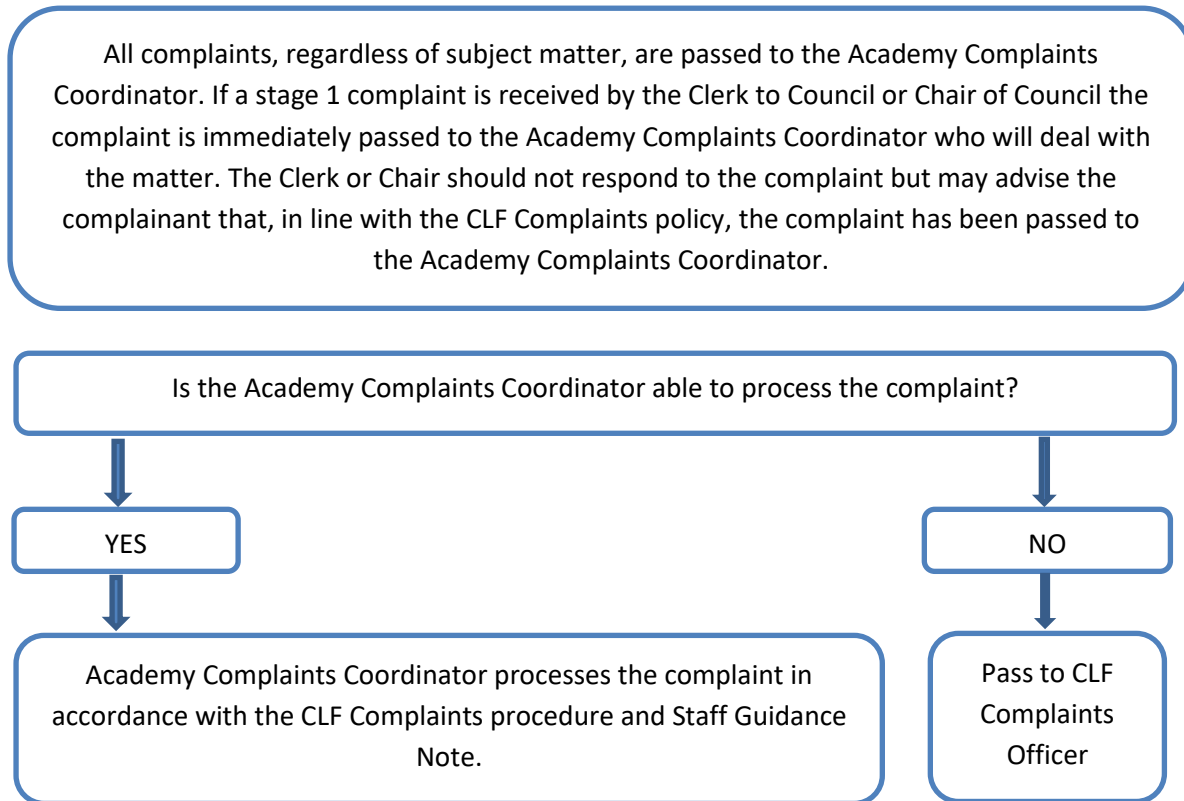 All complaints, regardless of subject matter, are passed to the Academy Complaints
Coordinator. If a stage 1 complaint is received by the Clerk to Council or Chair of Council the
complaint is immediately passed to the Academy Complaints Coordinator who will deal with
the matter. The Clerk or Chair should not respond to the complaint but may advise the
complainant that, in line with the CLF Complaints policy, the complaint has been passed to
the Academy Complaints Coordinator.
Is the Academy Complaints Coordinator able to process the complaint?
YES
NO
Academy Complaints Coordinator processes the complaint in
accordance with the CLF Complaints procedure and Staff Guidance
Note.
Pass to CLF
Complaints
Officer